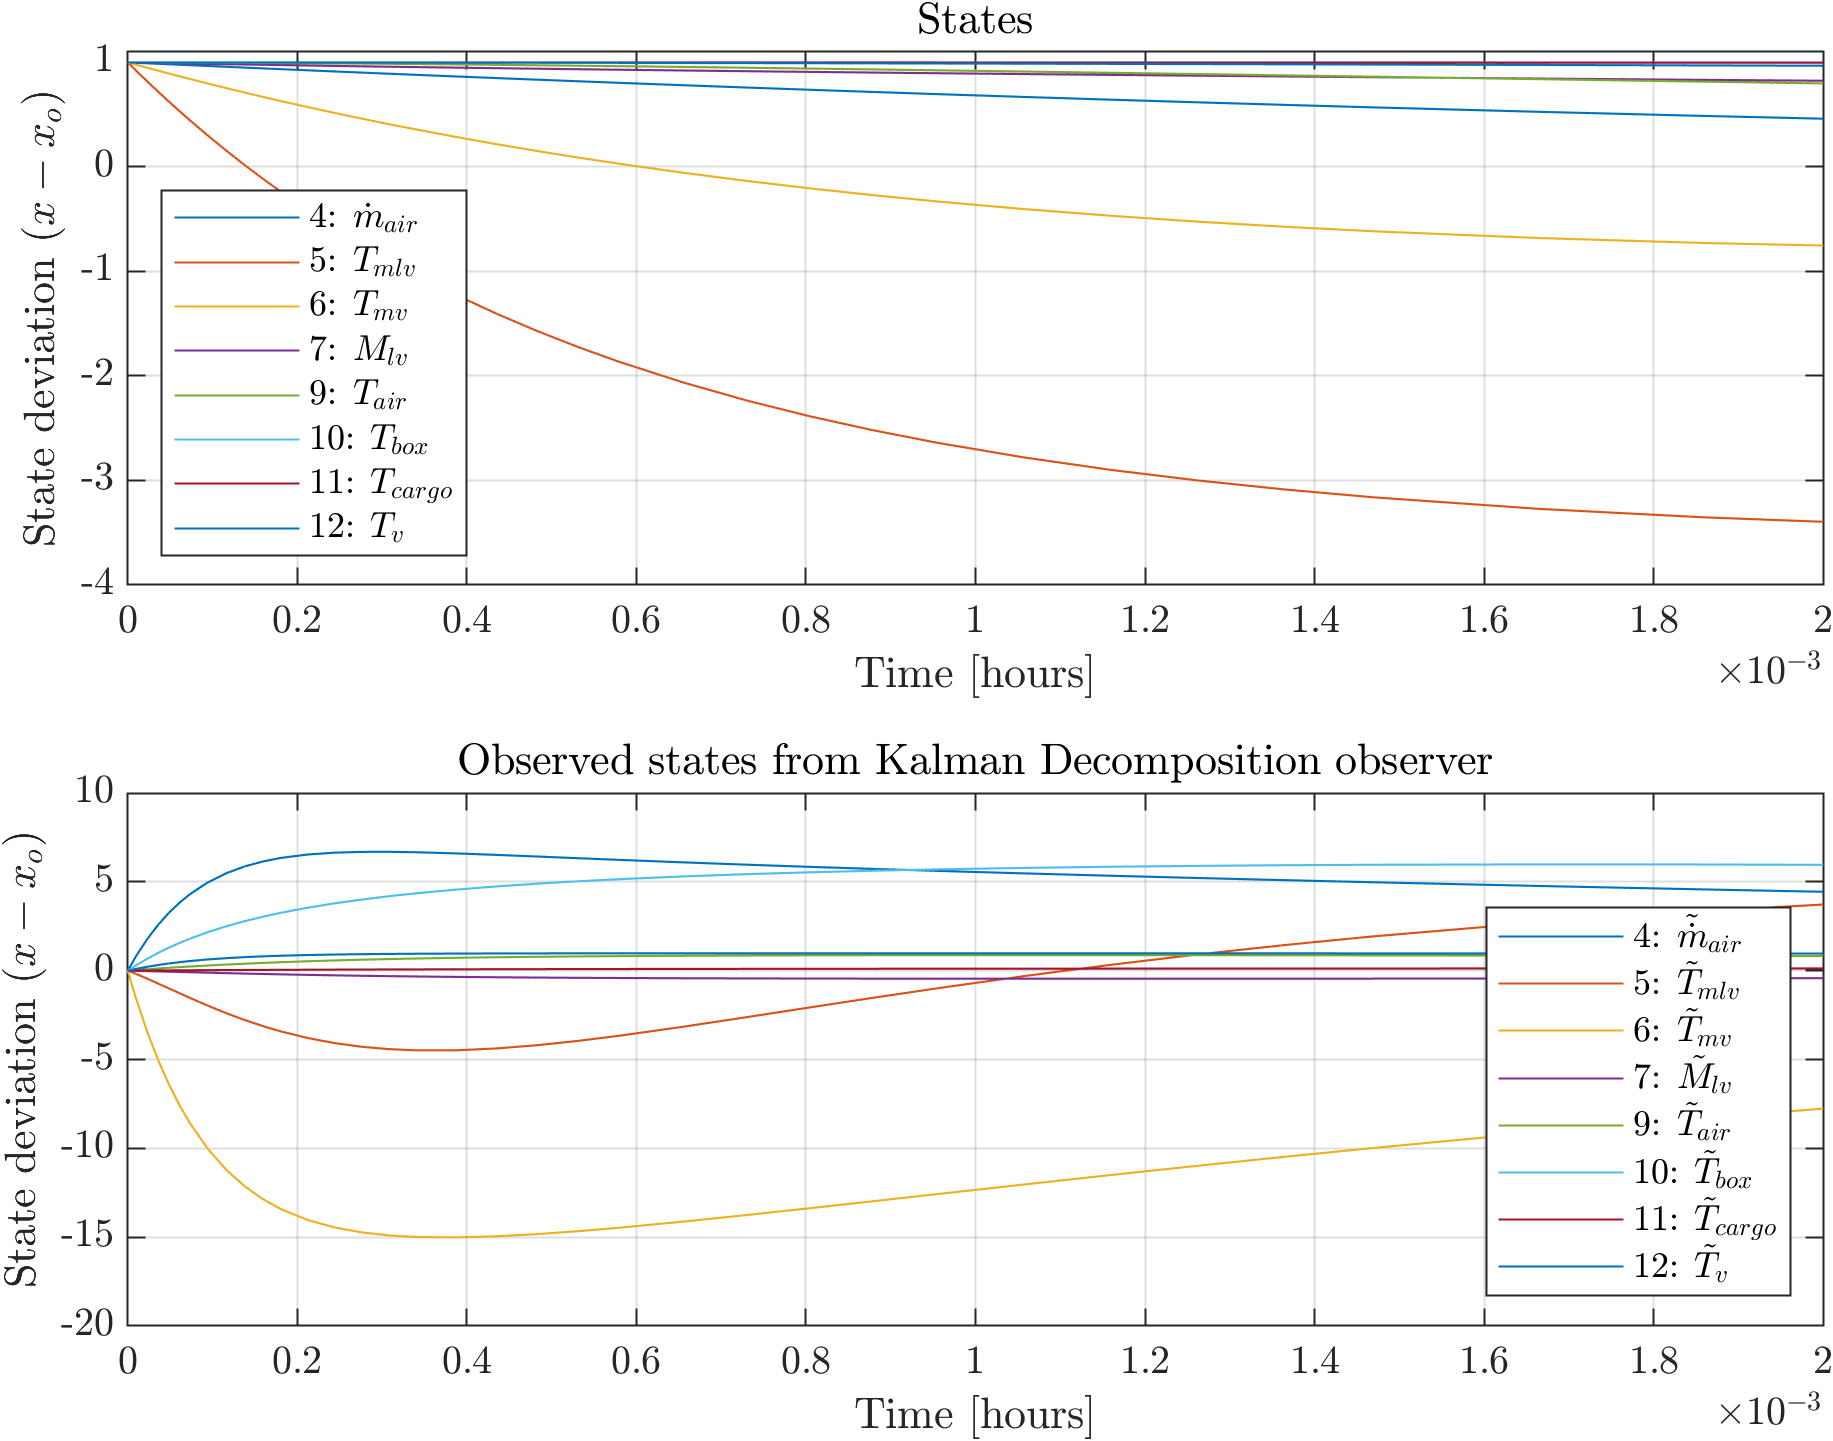 States
State deviation (x − xₒ)
1
0
-1
-2
-3
-4
4: ṁ_air
5: T_mlv
6: T_mv
7: M_lv
9: T_air
10: T_box
11: T_cargo
12: T_v
0 0.2 0.4 0.6 0.8 1 1.2 1.4 1.6 1.8 2
Time [hours]
×10⁻³
Observed states from Kalman Decomposition observer
State deviation (x − xₒ)
10
5
0
-5
-10
-15
-20
4: ṁ̃_air
5: T̃_mlv
6: T̃_mv
7: M̃_lv
9: T̃_air
10: T̃_box
11: T̃_cargo
12: T̃_v
0 0.2 0.4 0.6 0.8 1 1.2 1.4 1.6 1.8 2
Time [hours]
×10⁻³